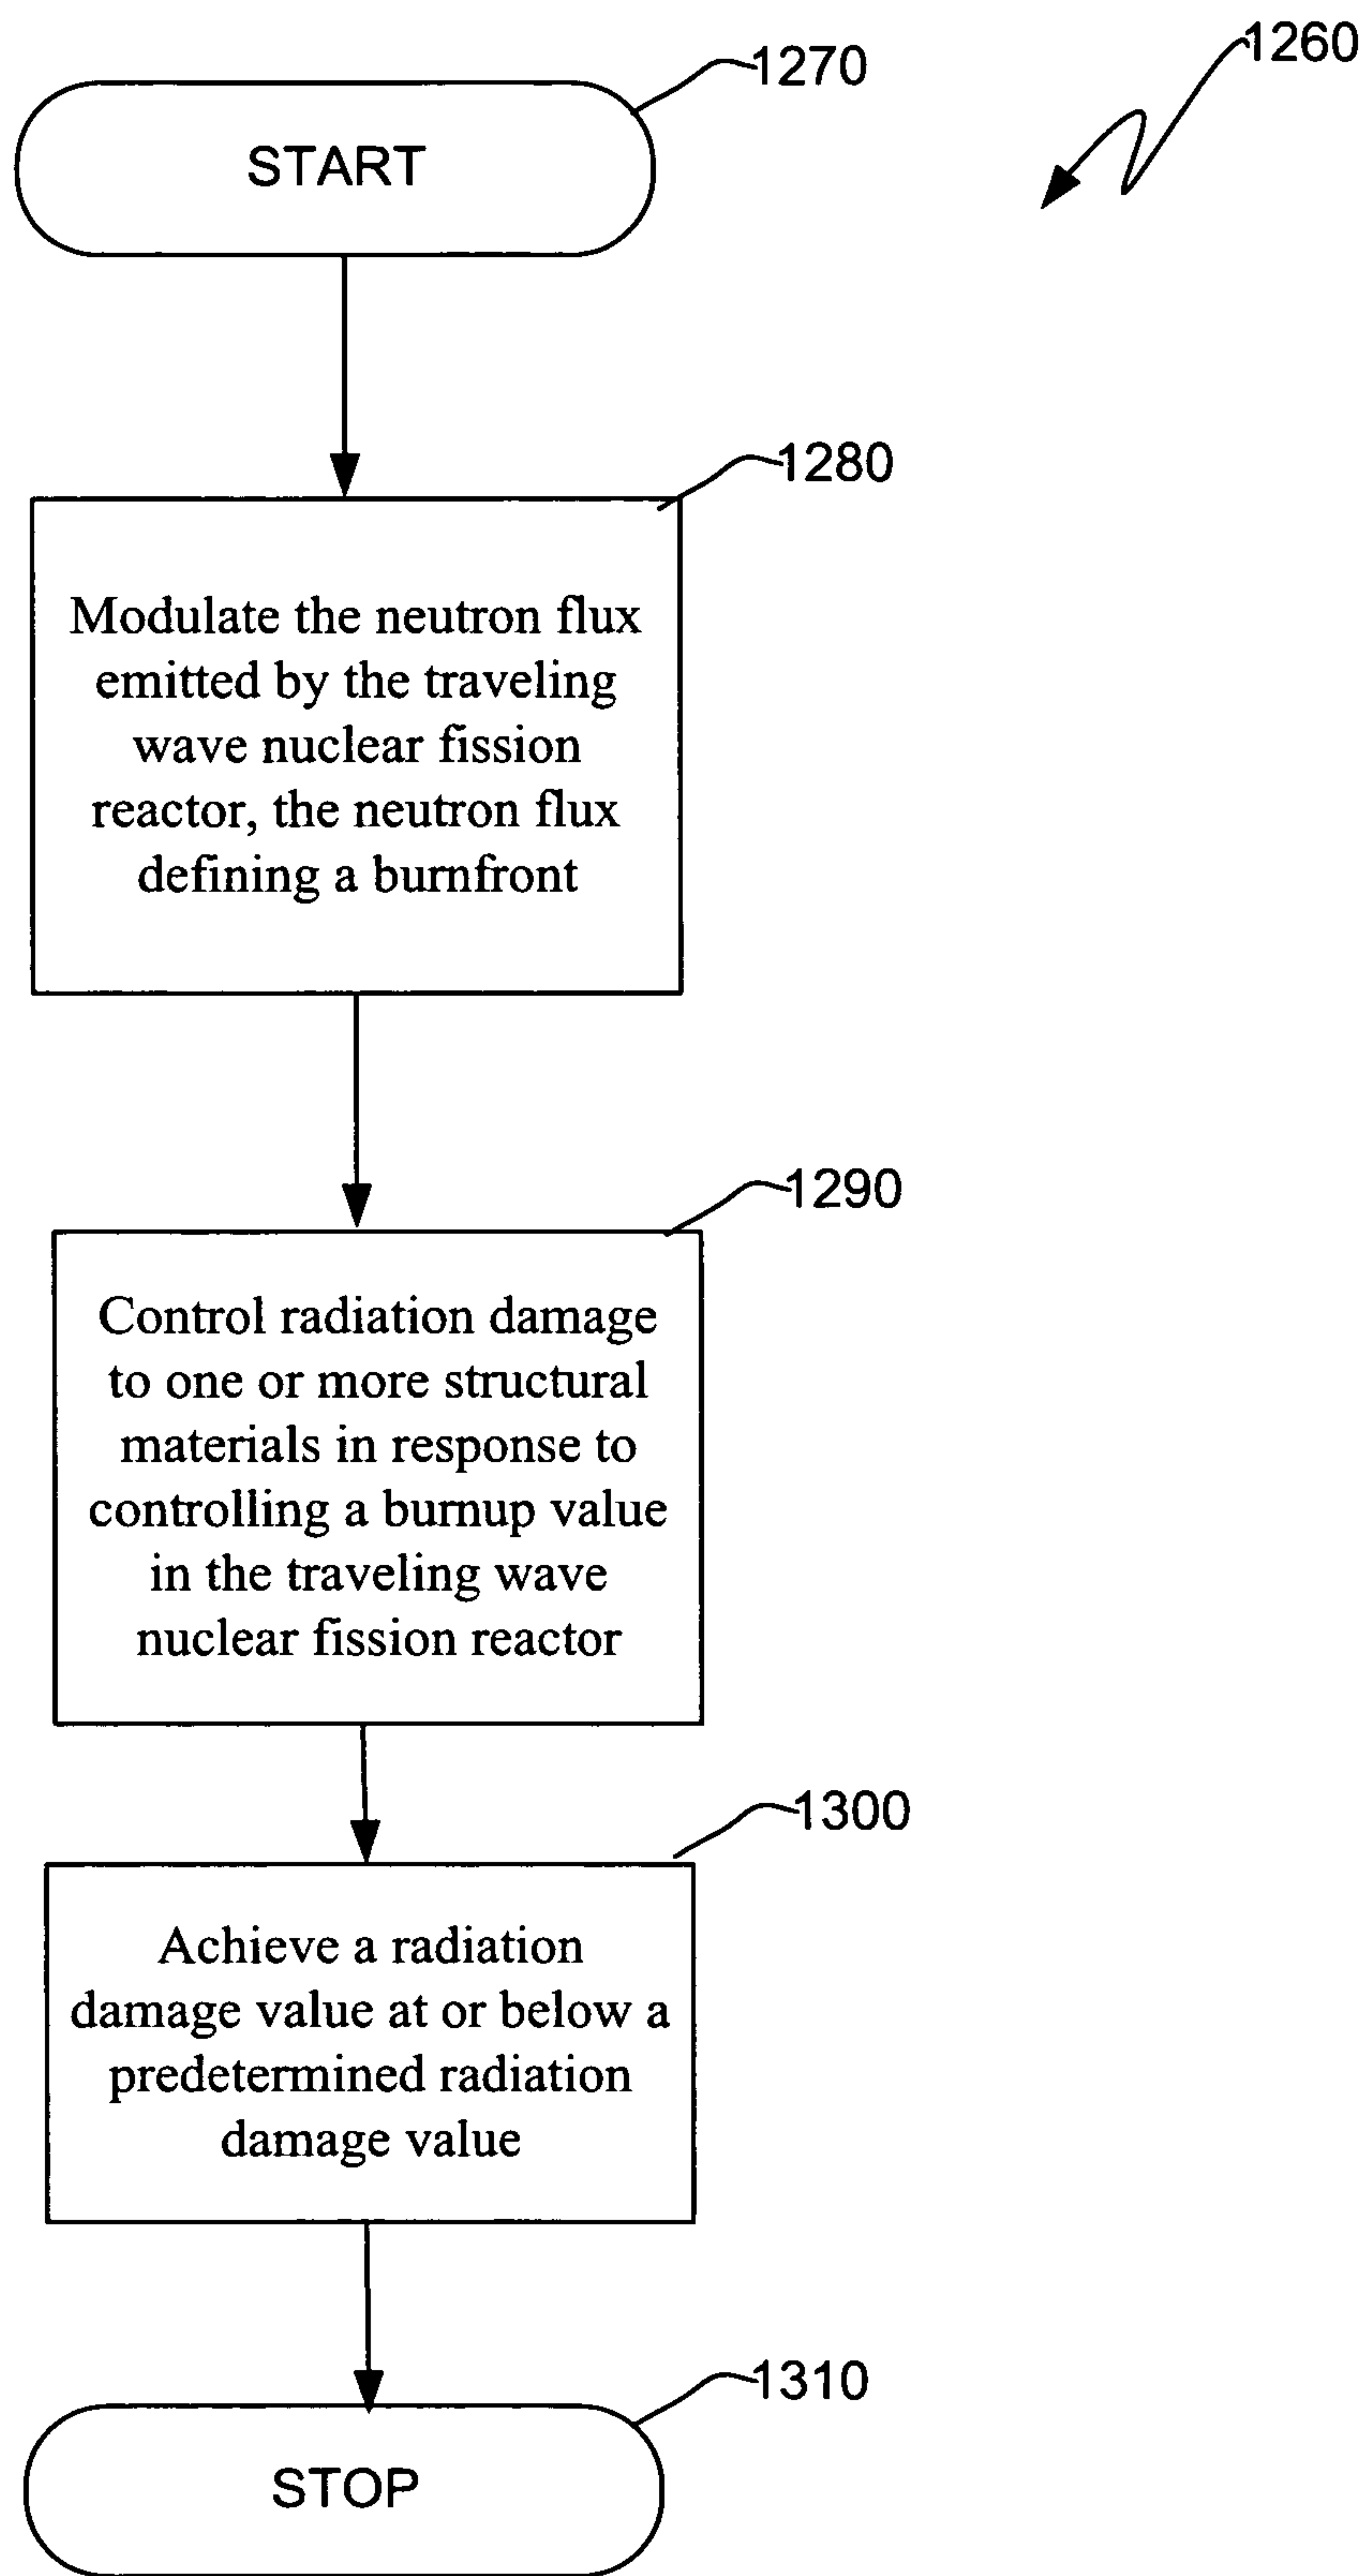 1260
1270
START
1280
Modulate the neutron flux
emitted by the traveling
wave nuclear fission
reactor, the neutron flux
defining a burnfront
1290
Control radiation damage
to one or more structural
materials in response to
controlling a burnup value
in the traveling wave
nuclear fission reactor
1300
Achieve a radiation
damage value at or below a
predetermined radiation
damage value
1310
STOP